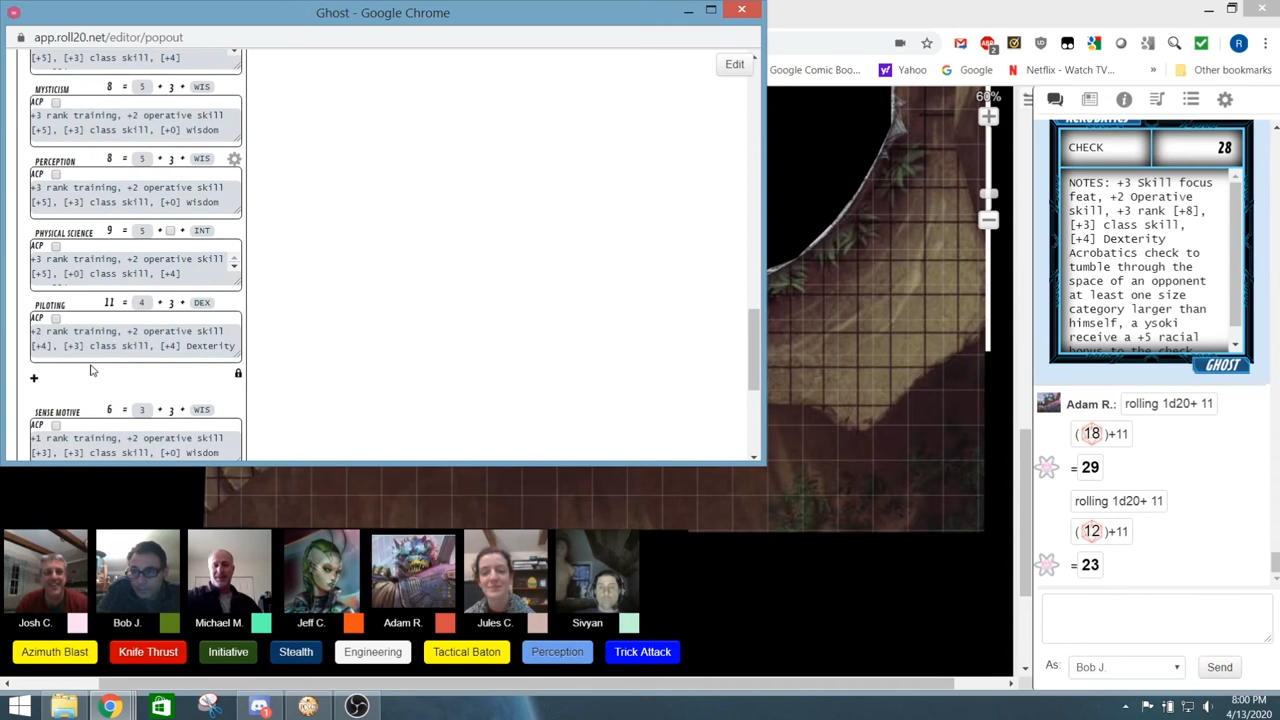 Ghost - Google Chrome
app.roll20.net/editor/popout
Edit
[+5], [+3] class skill, [+4]
MYSTICISM 8 = 5 + 3 + WIS
ACP
+3 rank training, +2 operative skill
[+5], [+3] class skill, [+0] Wisdom
PERCEPTION 8 = 5 + 3 + WIS
ACP
+3 rank training, +2 operative skill
[+5], [+3] class skill, [+0] Wisdom
PHYSICAL SCIENCE 9 = 5 + INT
ACP
+3 rank training, +2 operative skill
[+5], [+0] class skill, [+4]
PILOTING 11 = 4 + 3 + DEX
ACP
+2 rank training, +2 operative skill
[+4], [+3] class skill, [+4] Dexterity
+
SENSE MOTIVE 6 = 3 + 3 + WIS
ACP
+1 rank training, +2 operative skill
[+3], [+3] class skill, [+0] Wisdom
Google Comic Boo...
Yahoo
Google
Netflix - Watch TV...
»
Other bookmarks
R
2
60%
ACROBATICS
CHECK 28
NOTES: +3 Skill focus
feat, +2 Operative
skill, +3 rank [+8],
[+3] class skill,
[+4] Dexterity
Acrobatics check to
tumble through the
space of an opponent
at least one size
category larger than
himself, a ysoki
receive a +5 racial
bonus to the check
GHOST
Adam R.: rolling 1d20+ 11
(18)+11
= 29
rolling 1d20+ 11
(12)+11
= 23
As: Bob J. Send
Josh C.
Bob J.
Michael M.
Jeff C.
Adam R.
Jules C.
Sivyan
Azimuth Blast
Knife Thrust
Initiative
Stealth
Engineering
Tactical Baton
Perception
Trick Attack
8:00 PM
4/13/2020